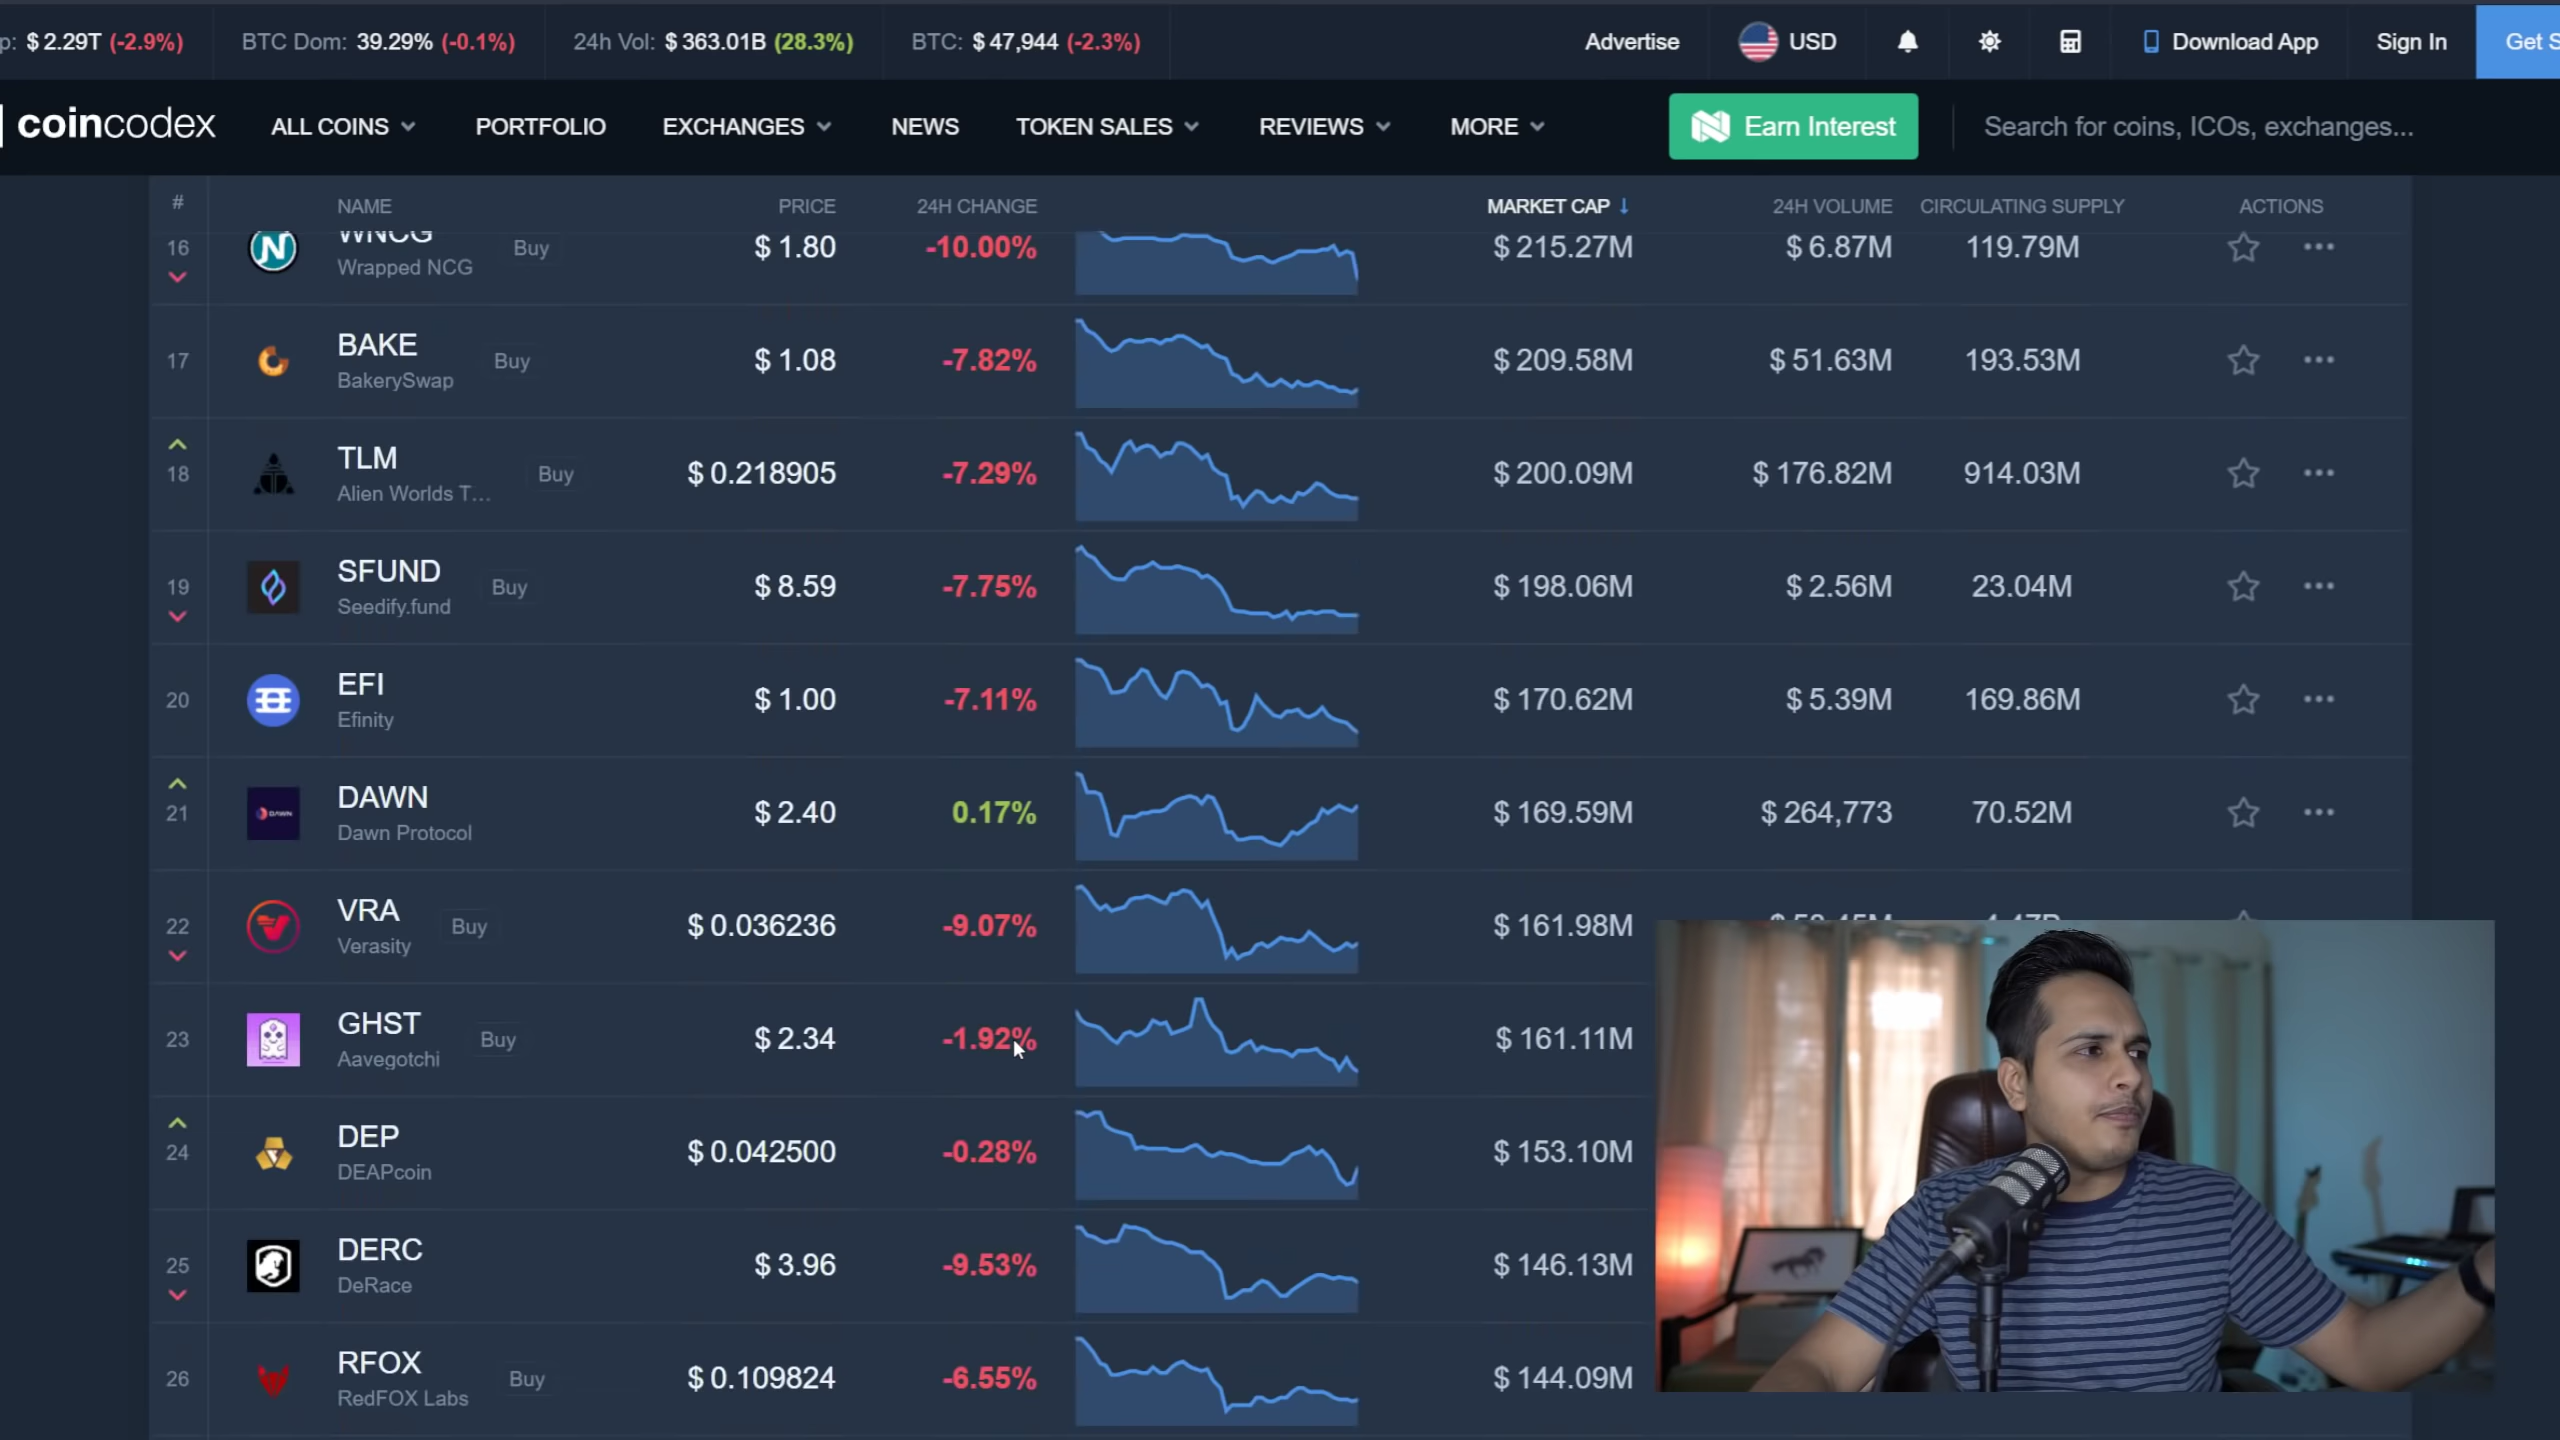 p: $ 2.29T (-2.9%) BTC Dom: 39.29% (-0.1%) 24h Vol: $ 363.01B (28.3%) BTC: $ 47,944 (-2.3%) Advertise USD Download App Sign In Get S
coincodex ALL COINS PORTFOLIO EXCHANGES NEWS TOKEN SALES REVIEWS MORE Earn Interest Search for coins, ICOs, exchanges...
# NAME PRICE 24H CHANGE MARKET CAP ↓ 24H VOLUME CIRCULATING SUPPLY ACTIONS
16 WNCG Buy $ 1.80 -10.00% $ 215.27M $ 6.87M 119.79M
Wrapped NCG
17 BAKE Buy $ 1.08 -7.82% $ 209.58M $ 51.63M 193.53M
BakerySwap
18 TLM Buy $ 0.218905 -7.29% $ 200.09M $ 176.82M 914.03M
Alien Worlds T...
19 SFUND Buy $ 8.59 -7.75% $ 198.06M $ 2.56M 23.04M
Seedify.fund
20 EFI $ 1.00 -7.11% $ 170.62M $ 5.39M 169.86M
Efinity
21 DAWN DAWN $ 2.40 0.17% $ 169.59M $ 264,773 70.52M
Dawn Protocol
22 VRA Buy $ 0.036236 -9.07% $ 161.98M
Verasity
23 GHST Buy $ 2.34 -1.92% $ 161.11M
Aavegotchi
24 DEP $ 0.042500 -0.28% $ 153.10M
DEAPcoin
25 DERC $ 3.96 -9.53% $ 146.13M
DeRace
26 RFOX Buy $ 0.109824 -6.55% $ 144.09M
RedFOX Labs